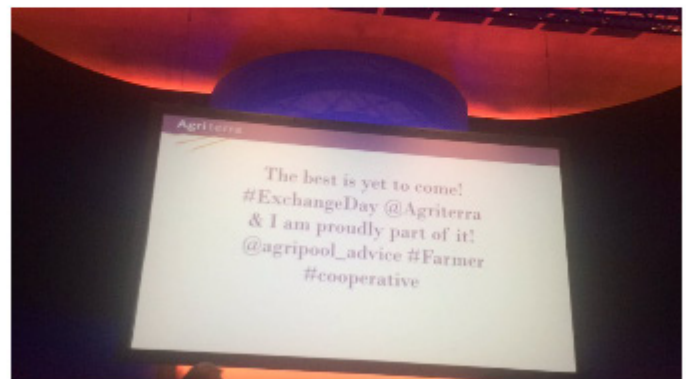 Agriterra
The best is yet to come!
#ExchangeDay @Agriterra
& I am proudly part of it!
@agripool_advice #Farmer
#cooperative